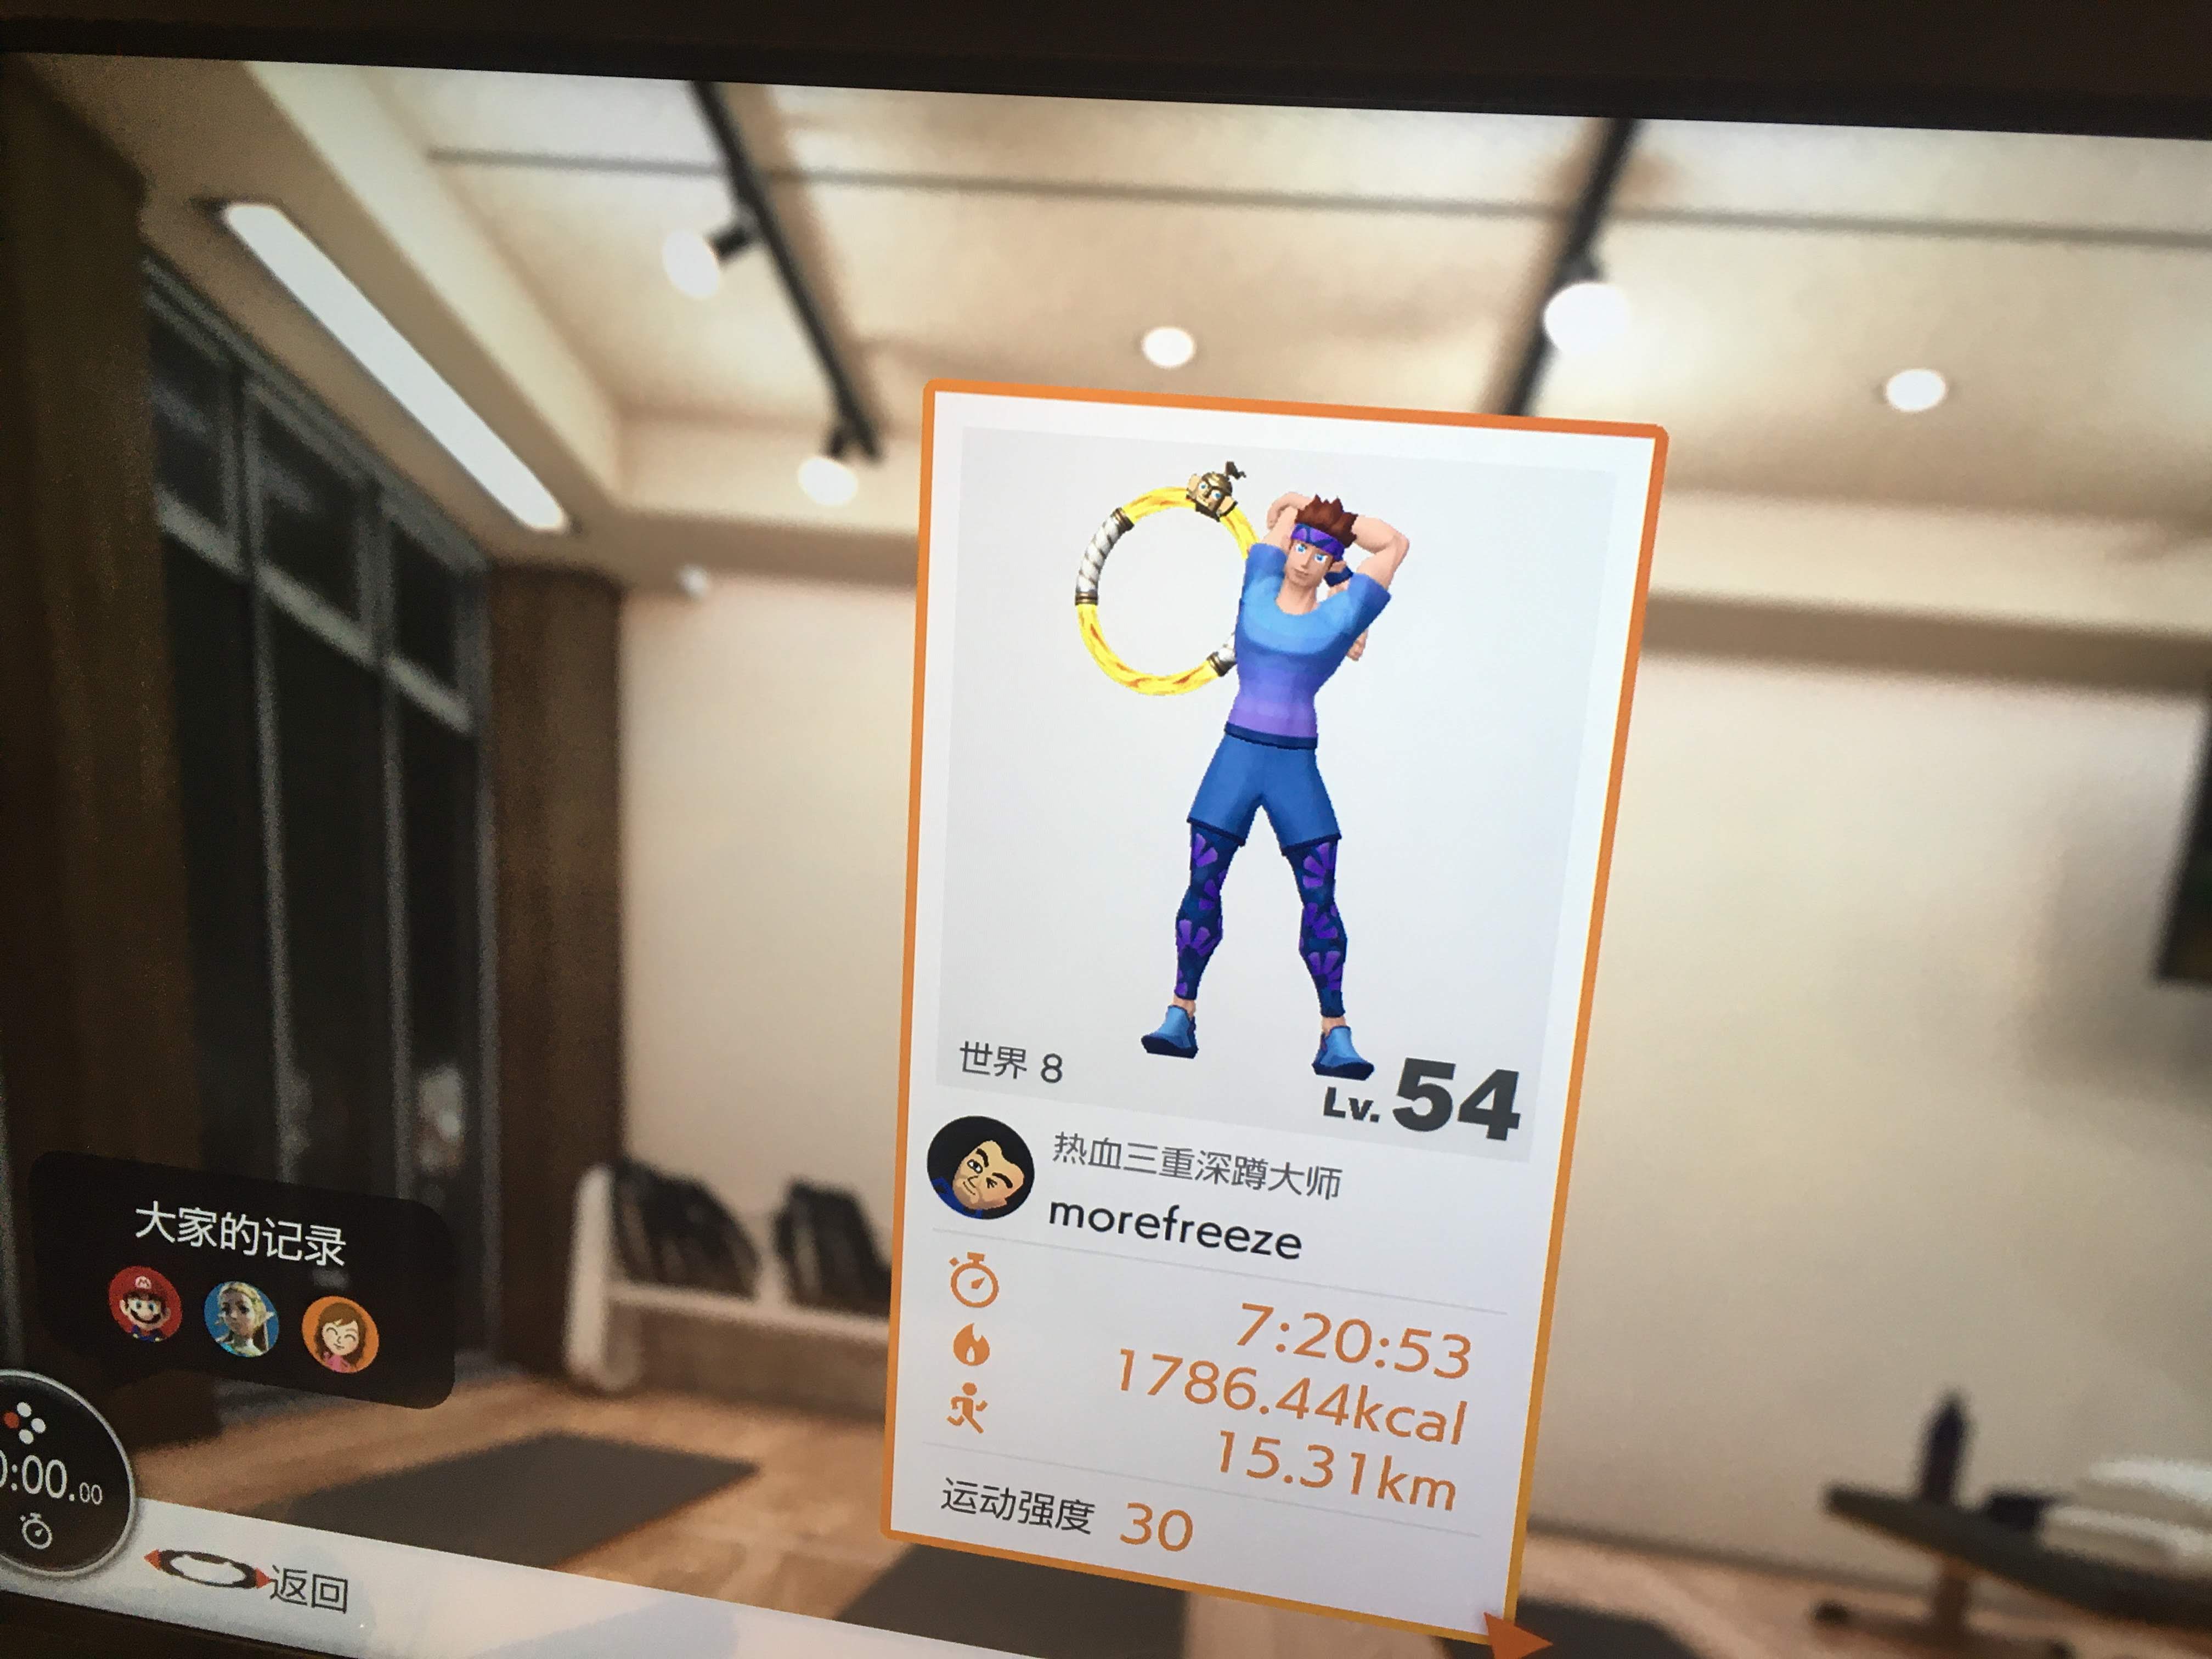 世界 8
Lv.54
热血三重深蹲大师
morefreeze
7:20:53
1786.44kcal
15.31km
运动强度 30
大家的记录
:00.00
返回